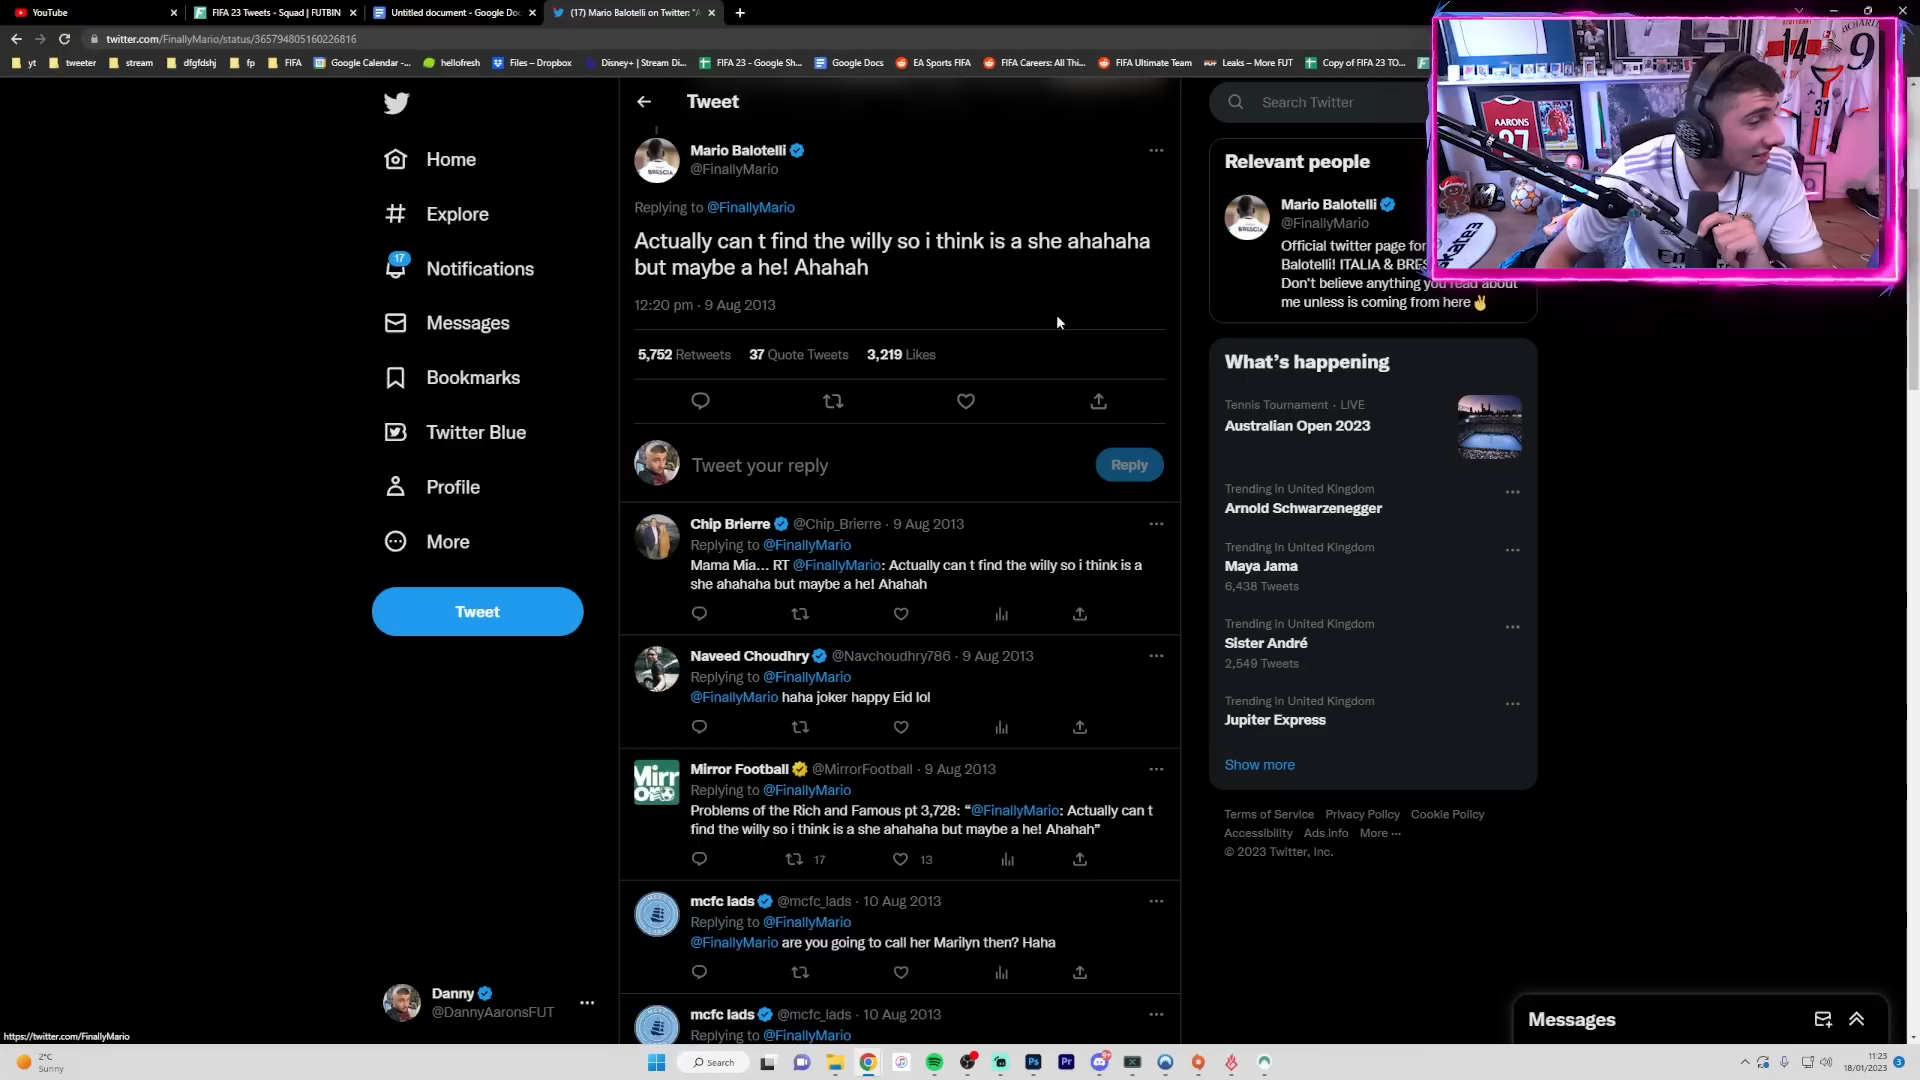 YouTube
FIFA 23 Tweets - Squad | FUTBIN
Untitled document - Google Doc
(17) Mario Balotelli on Twitter: "A
twitter.com/FinallyMario/status/365794805160226816
yt
tweeter
stream
dfgfdshj
fp
FIFA
Google Calendar -...
hellofresh
Files – Dropbox
Disney+ | Stream Di...
FIFA 23 - Google Sh...
Google Docs
EA Sports FIFA
FIFA Careers: All Thi...
FIFA Ultimate Team
Leaks – More FUT
Copy of FIFA 23 TO...
Home
Explore
17
Notifications
Messages
Bookmarks
Twitter Blue
Profile
More
Tweet
Danny
@DannyAaronsFUT
https://twitter.com/FinallyMario
Tweet
Mario Balotelli
@FinallyMario
BRESCIA
Replying to @FinallyMario
Actually can t find the willy so i think is a she ahahaha
but maybe a he! Ahahah
12:20 pm · 9 Aug 2013
5,752 Retweets 37 Quote Tweets 3,219 Likes
Tweet your reply
Reply
Chip Brierre @Chip_Brierre · 9 Aug 2013
Replying to @FinallyMario
Mama Mia... RT @FinallyMario: Actually can t find the willy so i think is a
she ahahaha but maybe a he! Ahahah
Naveed Choudhry @Navchoudhry786 · 9 Aug 2013
Replying to @FinallyMario
@FinallyMario haha joker happy Eid lol
Mirror Football @MirrorFootball · 9 Aug 2013
Replying to @FinallyMario
Problems of the Rich and Famous pt 3,728: “@FinallyMario: Actually can t
find the willy so i think is a she ahahaha but maybe a he! Ahahah”
17 13
mcfc lads @mcfc_lads · 10 Aug 2013
Replying to @FinallyMario
@FinallyMario are you going to call her Marilyn then? Haha
mcfc lads @mcfc_lads · 10 Aug 2013
Replying to @FinallyMario
Search Twitter
Relevant people
Mario Balotelli
@FinallyMario
BRESCIA
Official twitter page for
Balotelli! ITALIA & BRES
Don't believe anything you read about
me unless is coming from here
What's happening
Tennis Tournament · LIVE
Australian Open 2023
Trending in United Kingdom
Arnold Schwarzenegger
Trending in United Kingdom
Maya Jama
6,438 Tweets
Trending in United Kingdom
Sister André
2,549 Tweets
Trending in United Kingdom
Jupiter Express
Show more
Terms of Service Privacy Policy Cookie Policy
Accessibility Ads info More
© 2023 Twitter, Inc.
Messages
AARONS
14
9
31
skate3
2°C
Sunny
Search
11:23
18/01/2023
3